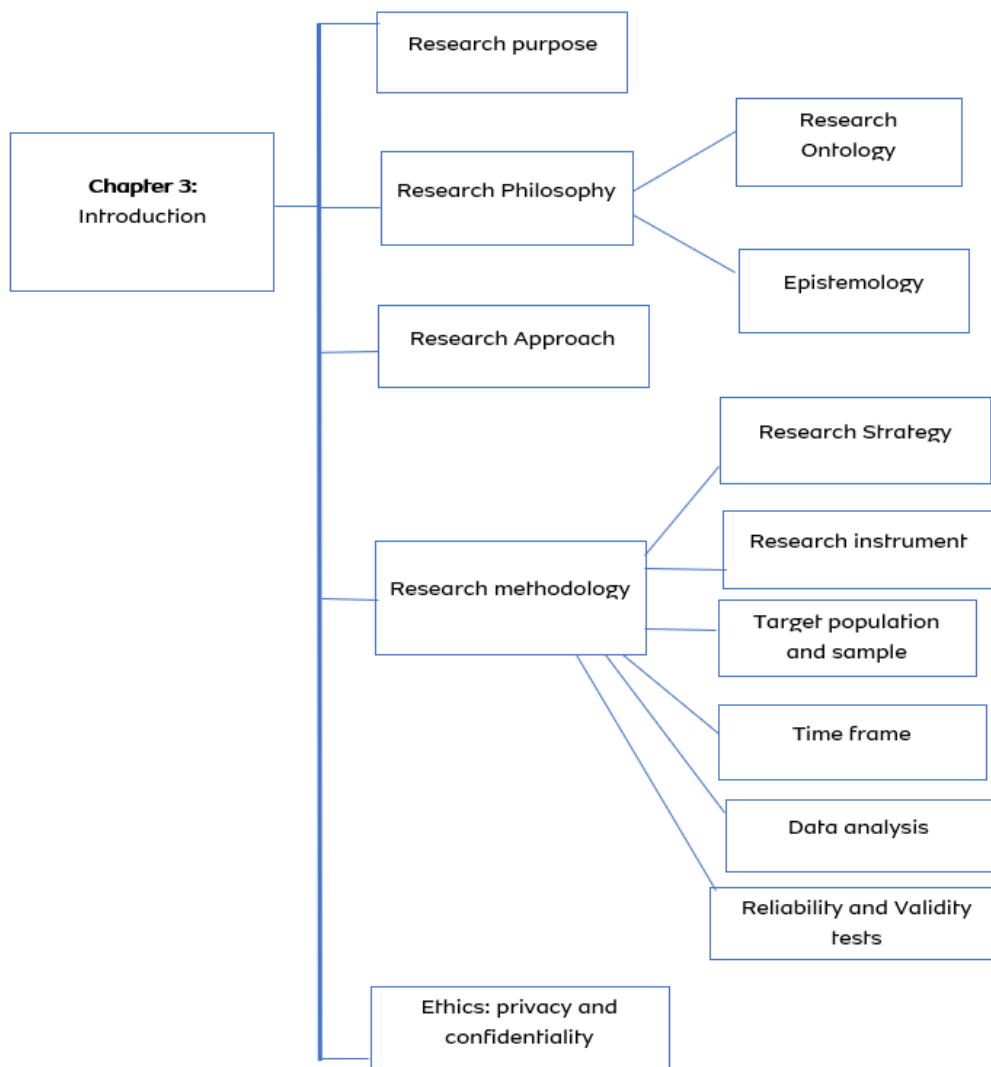 Research purpose
Chapter 3:
Introduction
Research Philosophy
Research
Ontology
Epistemology
Research Approach
Research methodology
Research Strategy
Research instrument
Target population
and sample
Time frame
Data analysis
Reliability and Validity
tests
Ethics: privacy and
confidentiality